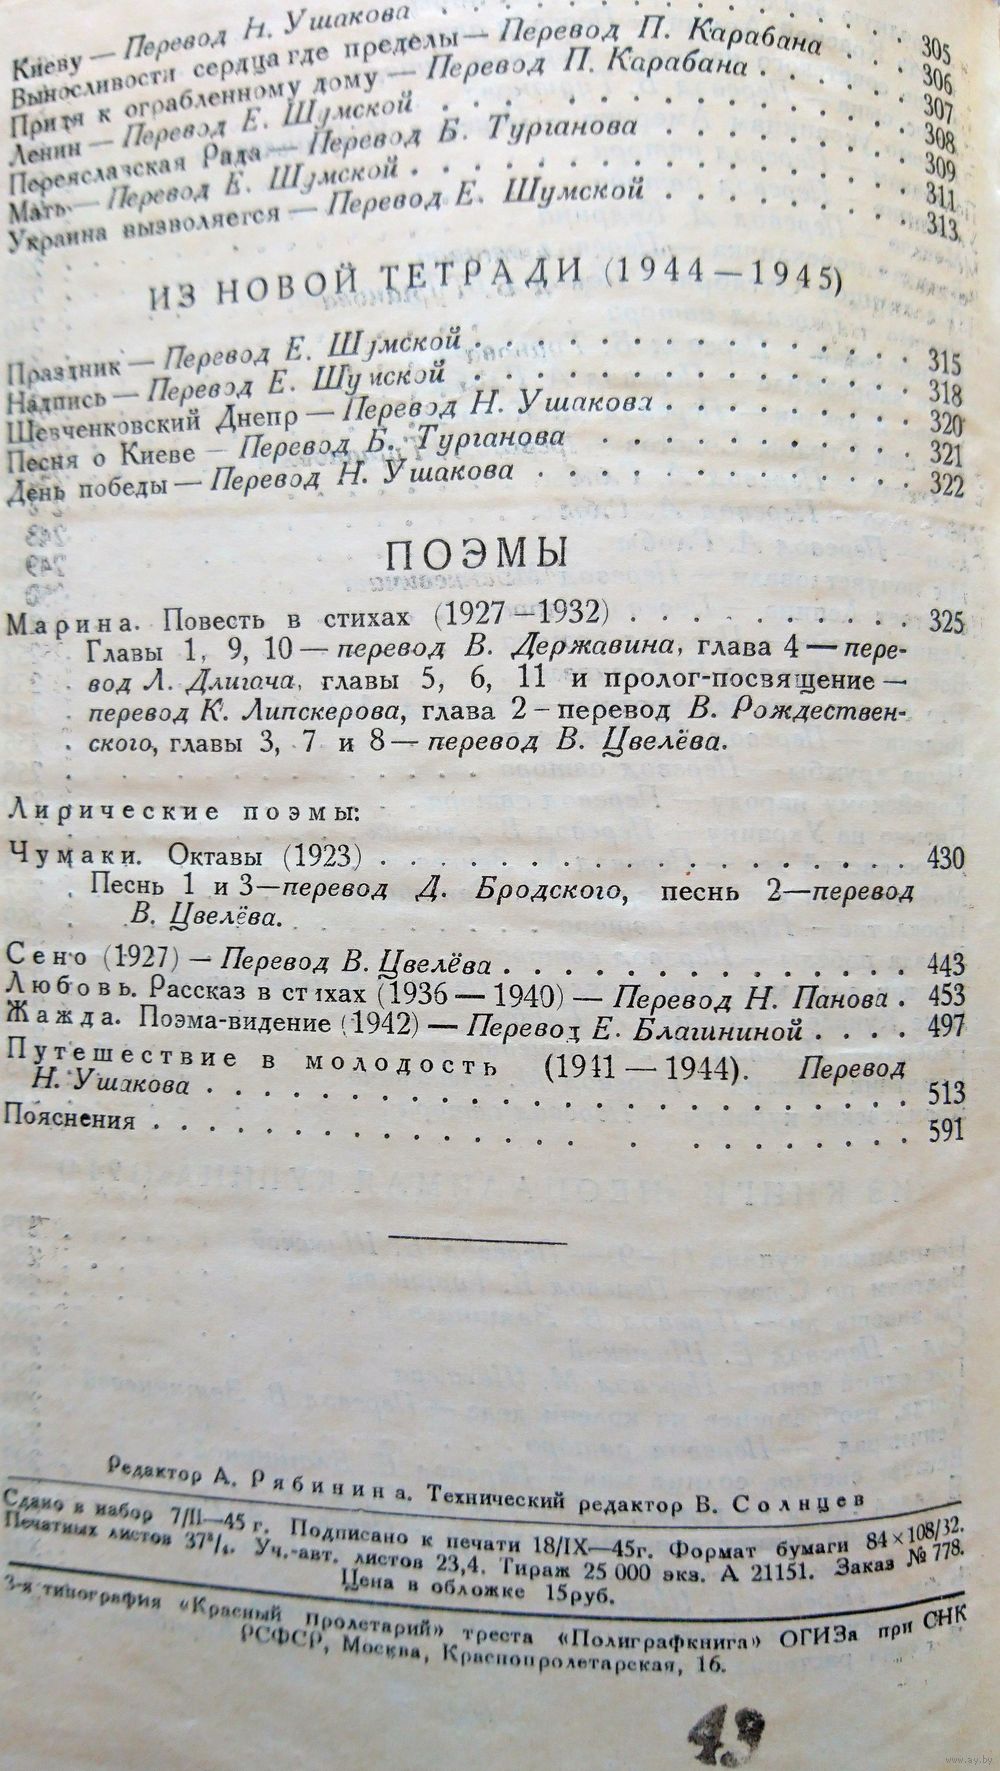 Киеву — Перевод Н. Ушакова . . . 305
Выносливости сердца где пределы — Перевод П. Карабана . . . 306
Придя к ограбленному дому — Перевод П. Карабана . . . 307
Ленин — Перевод Е. Шумской . . . 308
Переяславская Рада — Перевод Б. Турганова . . . 309
Мать — Перевод Е. Шумской . . . 311
Украина вызволяется — Перевод Е. Шумской . . . 313
ИЗ НОВОЙ ТЕТРАДИ (1944 — 1945)
Праздник — Перевод Е. Шумской . . . 315
Надпись — Перевод Е. Шумской . . . 318
Шевченковский Днепр — Перевод Н. Ушакова . . . 320
Песня о Киеве — Перевод Б. Турганова . . . 321
День победы — Перевод Н. Ушакова . . . 322
ПОЭМЫ
Марина. Повесть в стихах (1927—1932) . . . 325
Главы 1, 9, 10 — перевод В. Державина, глава 4 — пере-
вод Л. Длигача, главы 5, 6, 11 и пролог-посвящение —
перевод К. Липскерова, глава 2 — перевод В. Рождествен-
ского, главы 3, 7 и 8 — перевод В. Цвелёва.
Лирические поэмы:
Чумаки. Октавы (1923) . . . 430
Песнь 1 и 3—перевод Д. Бродского, песнь 2—перевод
В. Цвелёва.
Сено (1927) — Перевод В. Цвелёва . . . 443
Любовь. Рассказ в стихах (1936 — 1940) — Перевод Н. Панова . 453
Жажда. Поэма-видение (1942) — Перевод Е. Благининой . . . . 497
Путешествие в молодость (1941 — 1944). Перевод
Н. Ушакова . . . 513
Пояснения . . . 591
Редактор А. Рябинина. Технический редактор В. Солнцев
Сдано в набор 7/II—45 г. Подписано к печати 18/IX—45г. Формат бумаги 84×108/32.
Печатных листов 37¾. Уч.-авт. листов 23,4. Тираж 25 000 экз. А 21151. Заказ № 778.
Цена в обложке 15руб.
3-я типография «Красный пролетарий» треста «Полиграфкнига» ОГИЗа при СНК
РСФСР, Москва, Краснопролетарская, 16.
43
www.ay.by